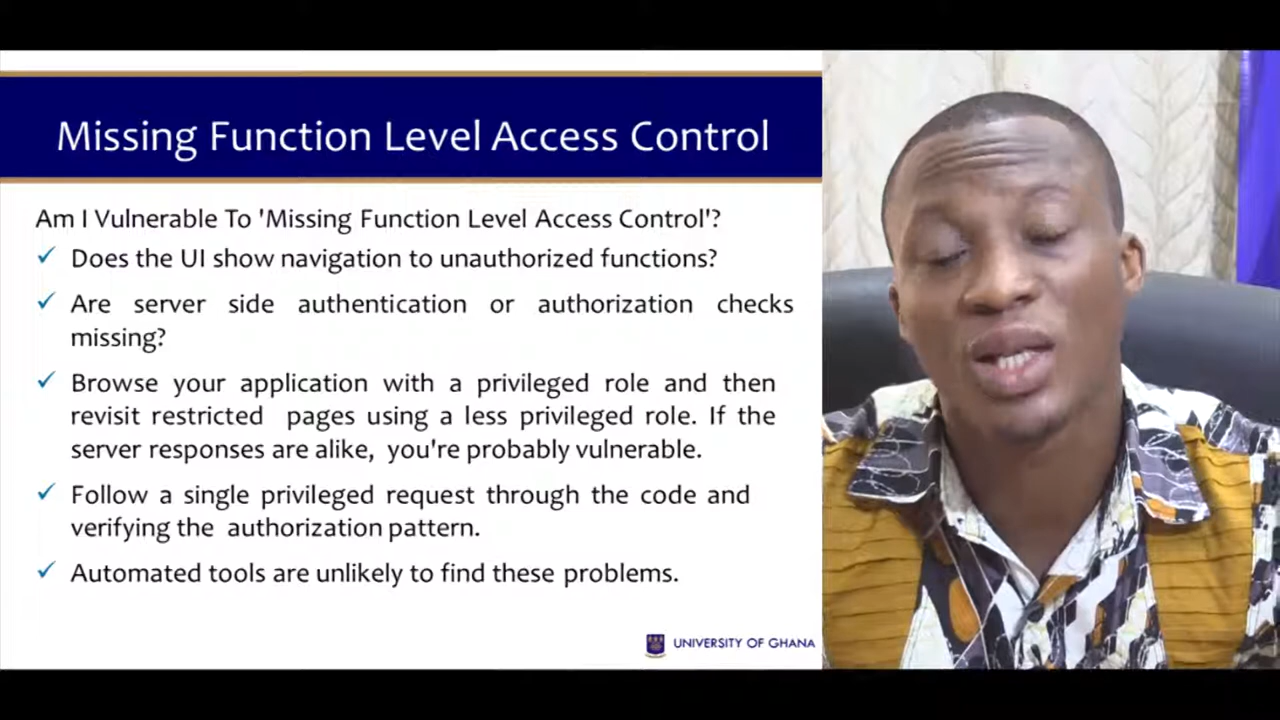 Missing Function Level Access Control
Am I Vulnerable To 'Missing Function Level Access Control'?
Does the UI show navigation to unauthorized functions?
Are server side authentication or authorization checks
missing?
Browse your application with a privileged role and then
revisit restricted pages using a less privileged role. If the
server responses are alike, you're probably vulnerable.
Follow a single privileged request through the code and
verifying the authorization pattern.
Automated tools are unlikely to find these problems.
UNIVERSITY OF GHANA